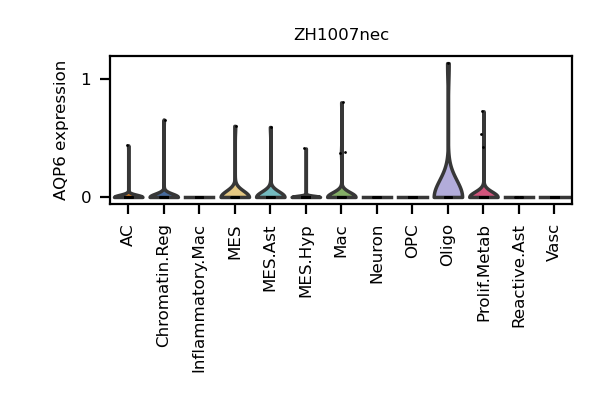 ZH1007nec
AQP6 expression
1
0
AC
Chromatin.Reg
Inflammatory.Mac
MES
MES.Ast
MES.Hyp
Mac
Neuron
OPC
Oligo
Prolif.Metab
Reactive.Ast
Vasc